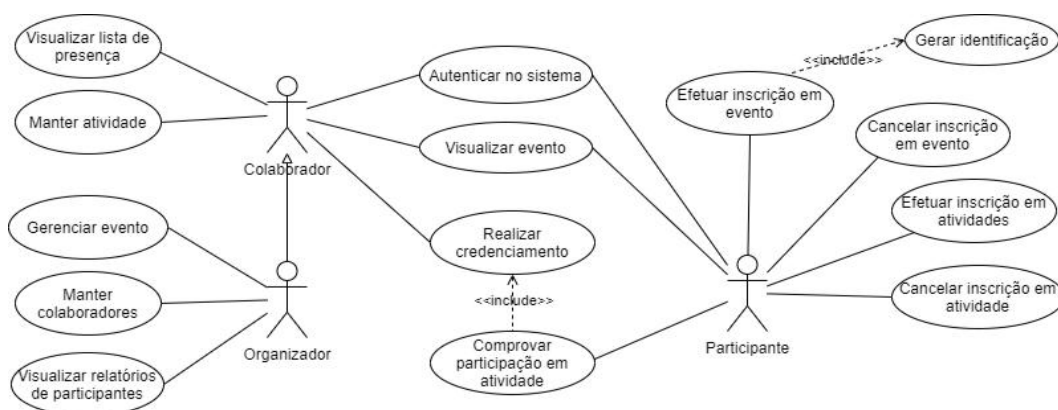 Visualizar lista de
presença
Manter atividade
Colaborador
Gerenciar evento
Manter
colaboradores
Visualizar relatórios
de participantes
Organizador
Autenticar no sistema
Visualizar evento
Realizar
credenciamento
<<include>>
Comprovar
participação em
atividade
Gerar identificação
<<include>>
Efetuar inscrição em
evento
Cancelar inscrição
em evento
Efetuar inscrição em
atividades
Cancelar inscrição em
atividade
Participante